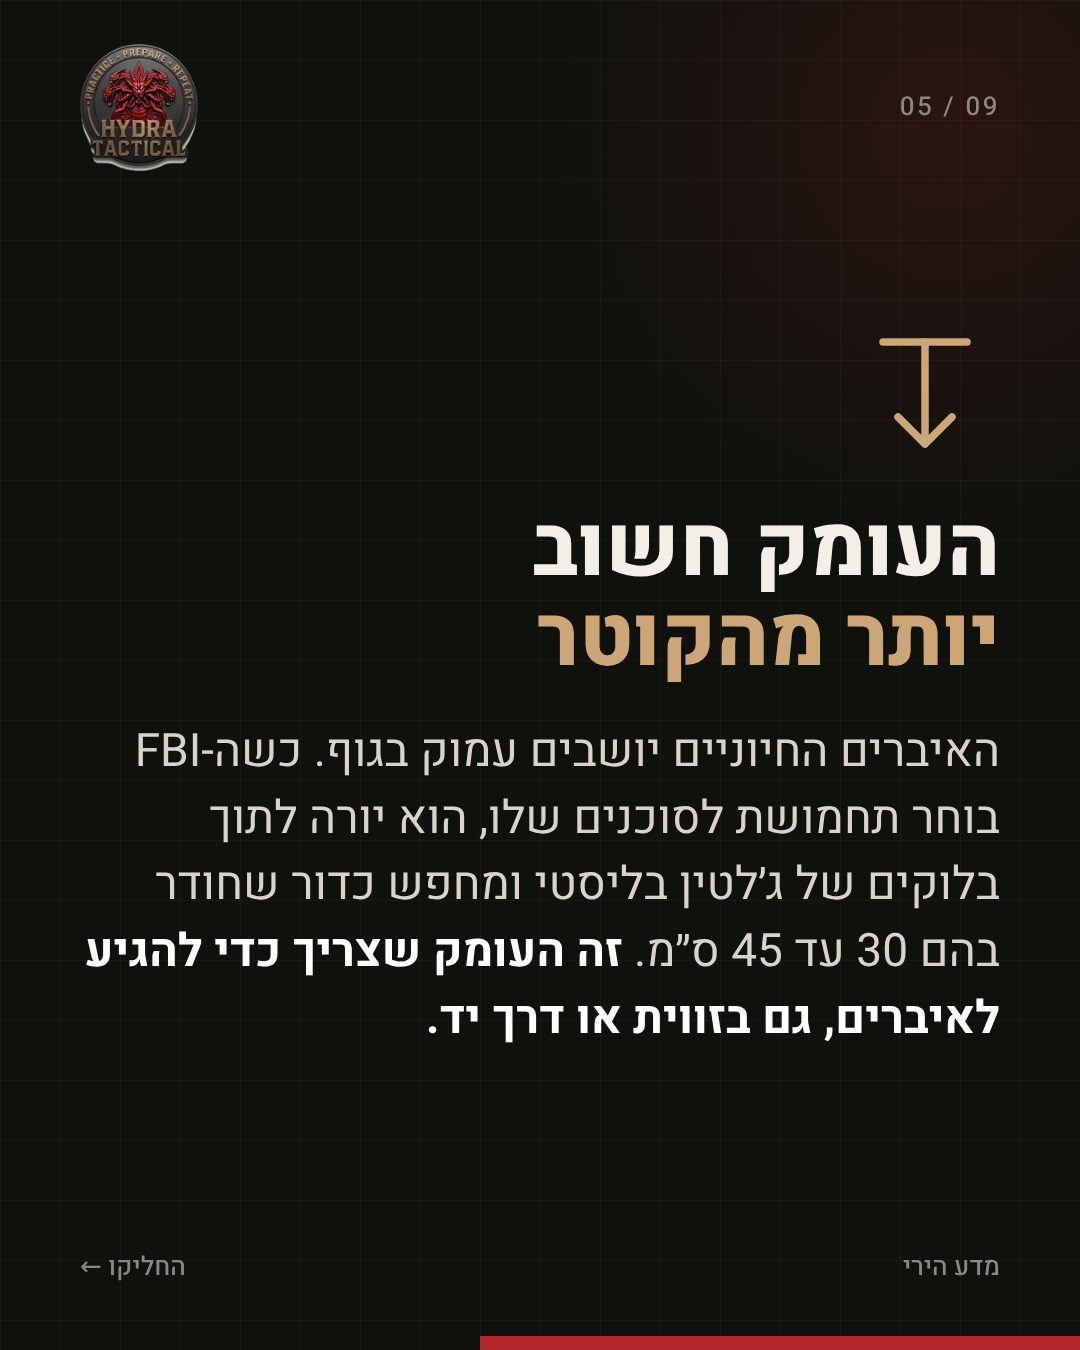 PRACTICE · PREPARE · REPEAT
HYDRA
TACTICAL
05 / 09
העומק חשוב
יותר מהקוטר
האיברים החיוניים יושבים עמוק בגוף. כשה-FBI
בוחר תחמושת לסוכנים שלו, הוא יורה לתוך
בלוקים של ג׳לטין בליסטי ומחפש כדור שחודר
בהם 30 עד 45 ס״מ. זה העומק שצריך כדי להגיע
לאיברים, גם בזווית או דרך יד.
מדע הירי
החליקו ←